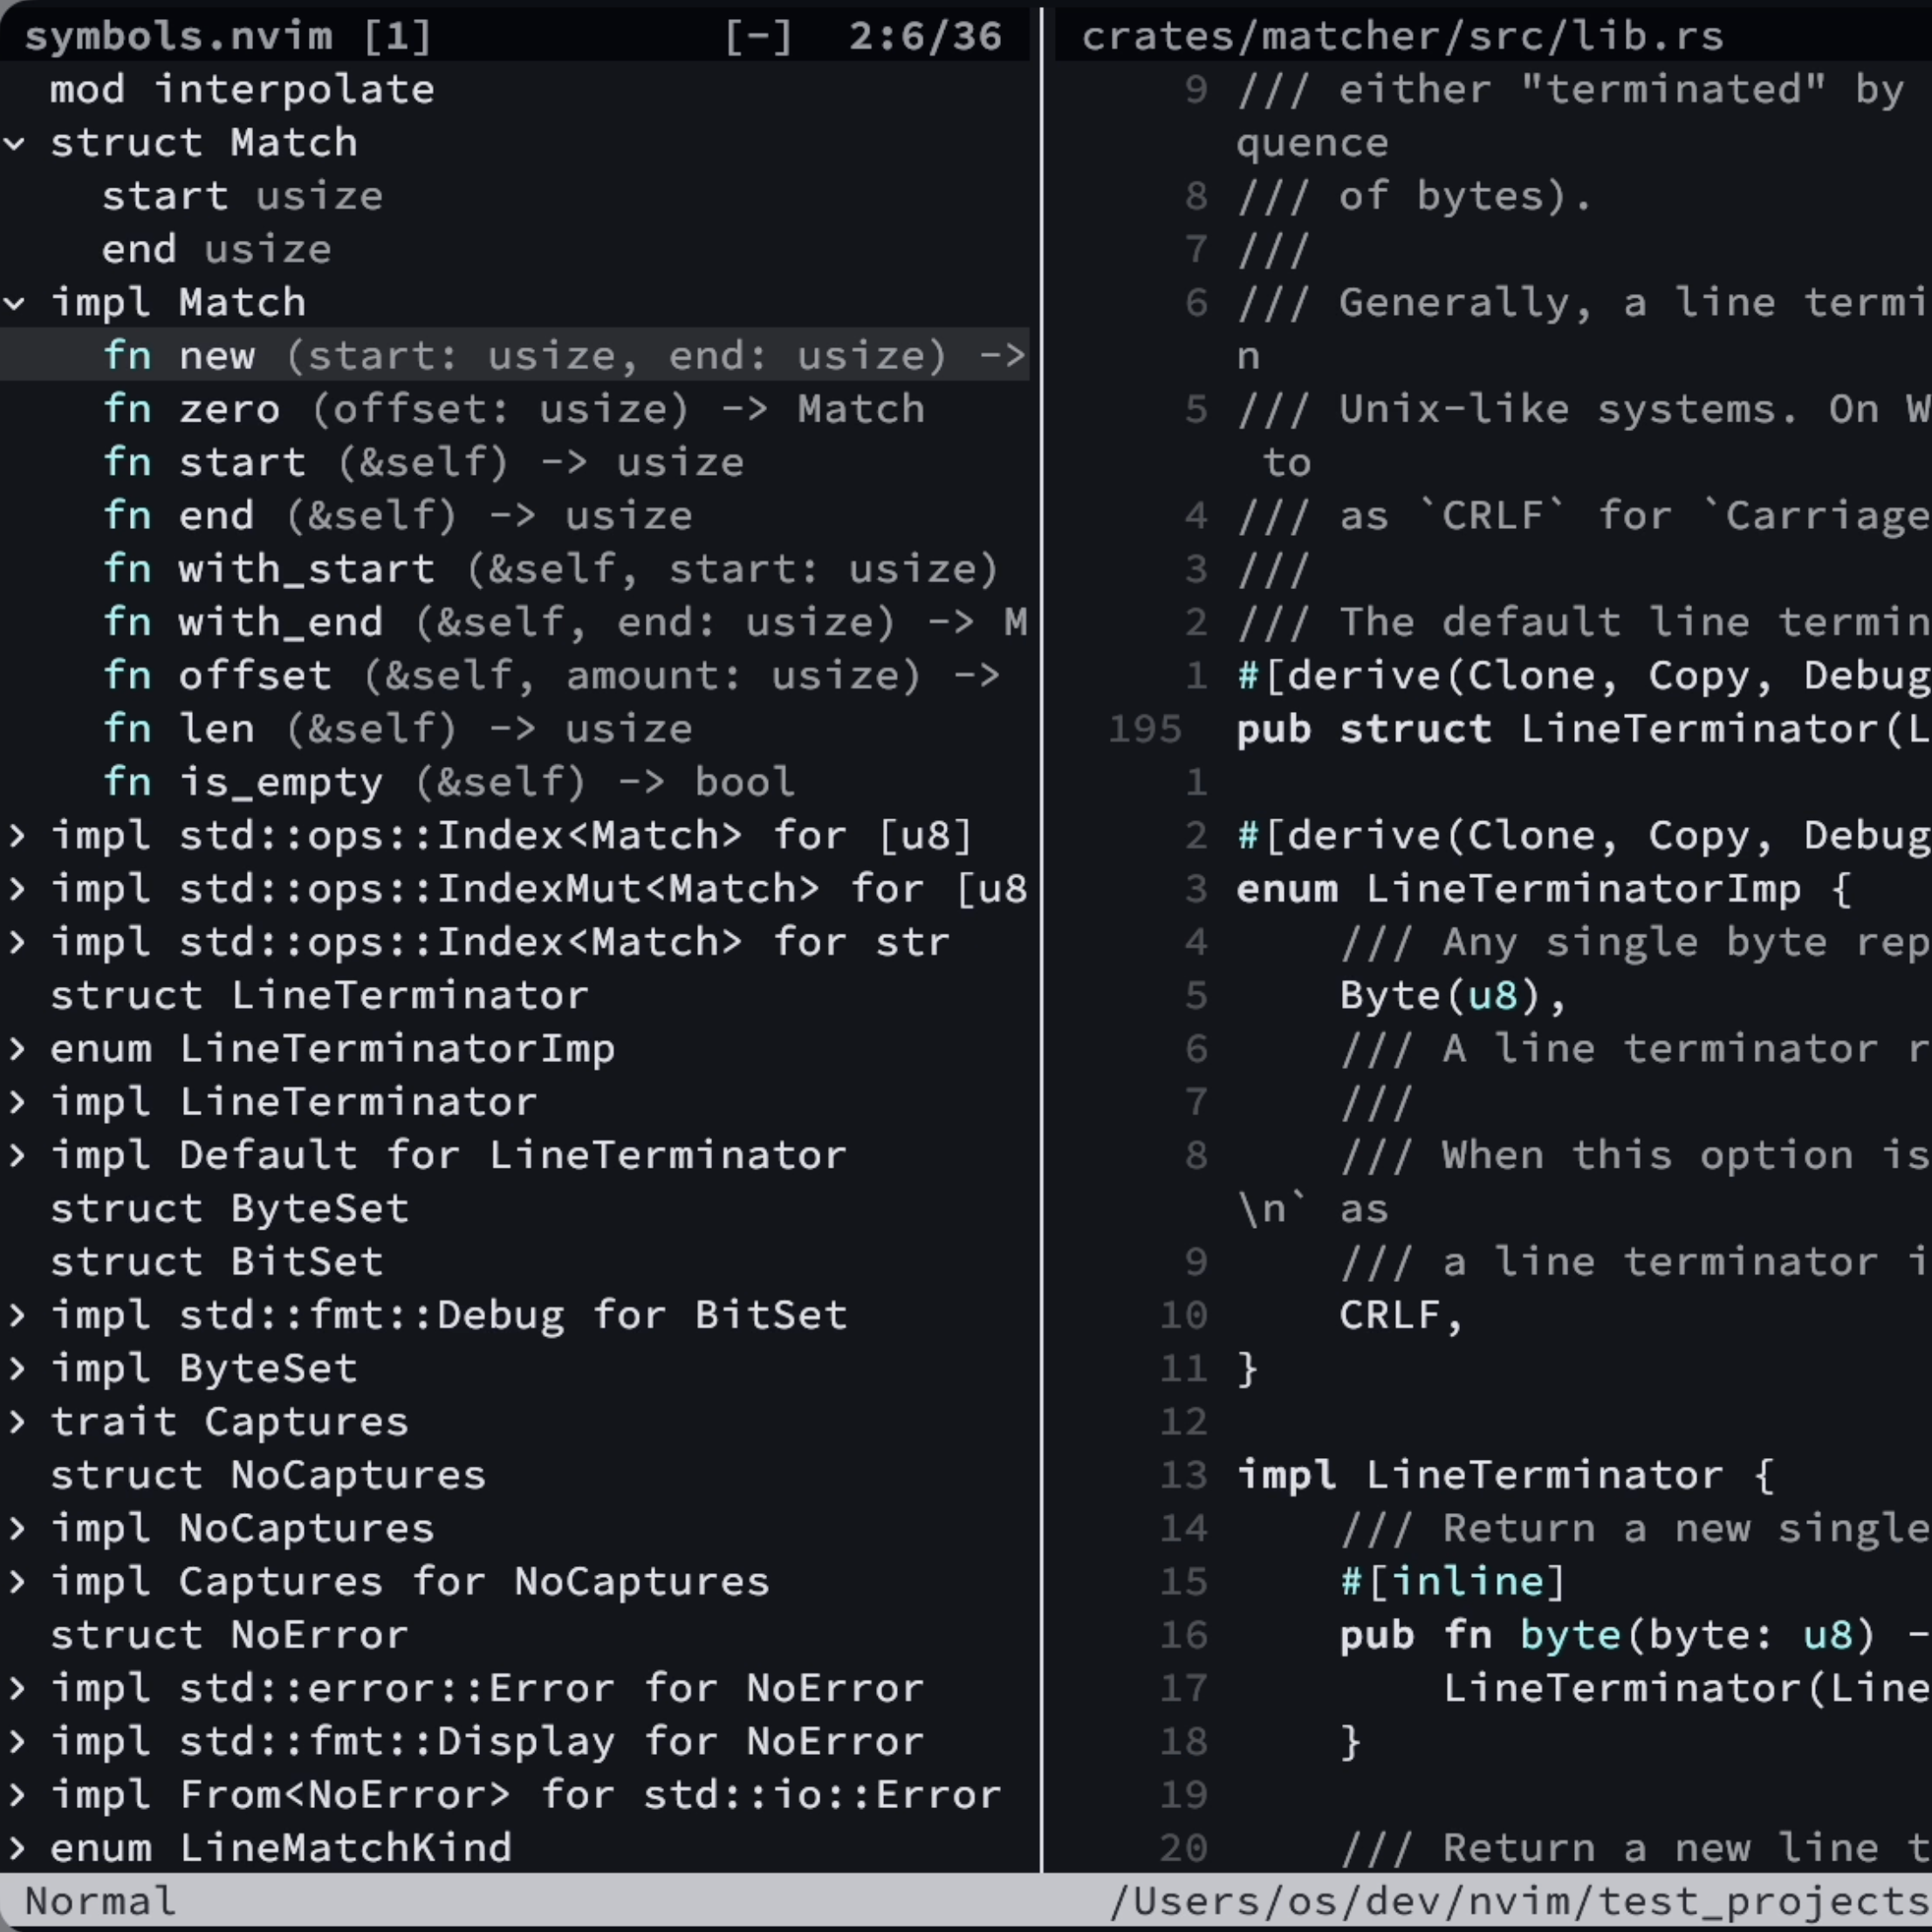 symbols.nvim [1] [-] 2:6/36
mod interpolate
struct Match
start usize
end usize
impl Match
fn new (start: usize, end: usize) ->
fn zero (offset: usize) -> Match
fn start (&self) -> usize
fn end (&self) -> usize
fn with_start (&self, start: usize)
fn with_end (&self, end: usize) -> M
fn offset (&self, amount: usize) ->
fn len (&self) -> usize
fn is_empty (&self) -> bool
> impl std::ops::Index<Match> for [u8]
> impl std::ops::IndexMut<Match> for [u8
> impl std::ops::Index<Match> for str
struct LineTerminator
> enum LineTerminatorImp
> impl LineTerminator
> impl Default for LineTerminator
struct ByteSet
struct BitSet
> impl std::fmt::Debug for BitSet
> impl ByteSet
> trait Captures
struct NoCaptures
> impl NoCaptures
> impl Captures for NoCaptures
struct NoError
> impl std::error::Error for NoError
> impl std::fmt::Display for NoError
> impl From<NoError> for std::io::Error
> enum LineMatchKind
crates/matcher/src/lib.rs
9 /// either "terminated" by
quence
8 /// of bytes).
7 ///
6 /// Generally, a line termi
n
5 /// Unix-like systems. On W
to
4 /// as `CRLF` for `Carriage
3 ///
2 /// The default line termin
1 #[derive(Clone, Copy, Debug
195 pub struct LineTerminator(L
1
2 #[derive(Clone, Copy, Debug
3 enum LineTerminatorImp {
4 /// Any single byte rep
5 Byte(u8),
6 /// A line terminator r
7 ///
8 /// When this option is
\n` as
9 /// a line terminator i
10 CRLF,
11 }
12
13 impl LineTerminator {
14 /// Return a new single
15 #[inline]
16 pub fn byte(byte: u8) -
17 LineTerminator(Line
18 }
19
20 /// Return a new line t
Normal /Users/os/dev/nvim/test_projects